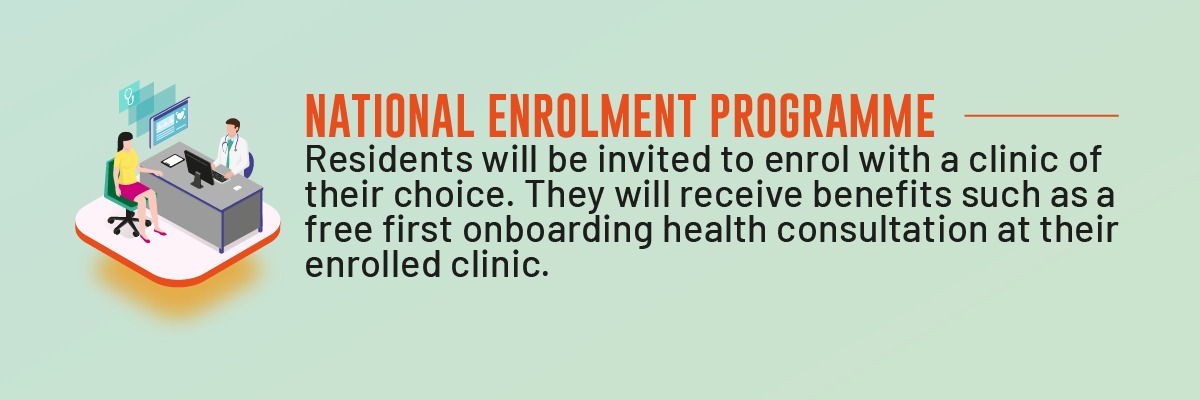 NATIONAL ENROLMENT PROGRAMME
Residents will be invited to enrol with a clinic of
their choice. They will receive benefits such as a
free first onboarding health consultation at their
enrolled clinic.